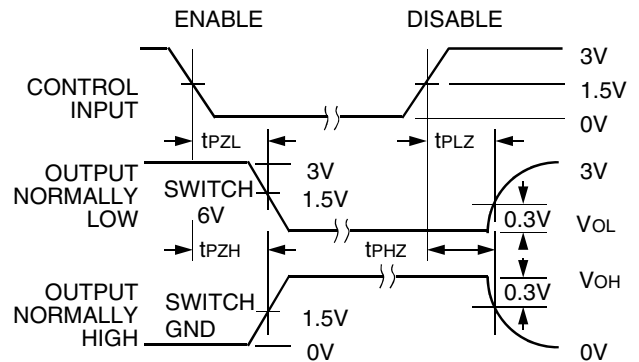 ENABLE DISABLE
CONTROL
INPUT
3V
1.5V
0V
tPZL tPLZ
OUTPUT
NORMALLY
LOW
SWITCH
6V
3V
1.5V
3V
0.3V
VOL
tPZH tPHZ
OUTPUT
NORMALLY
HIGH
SWITCH
GND
1.5V
0V
VOH
0.3V
0V